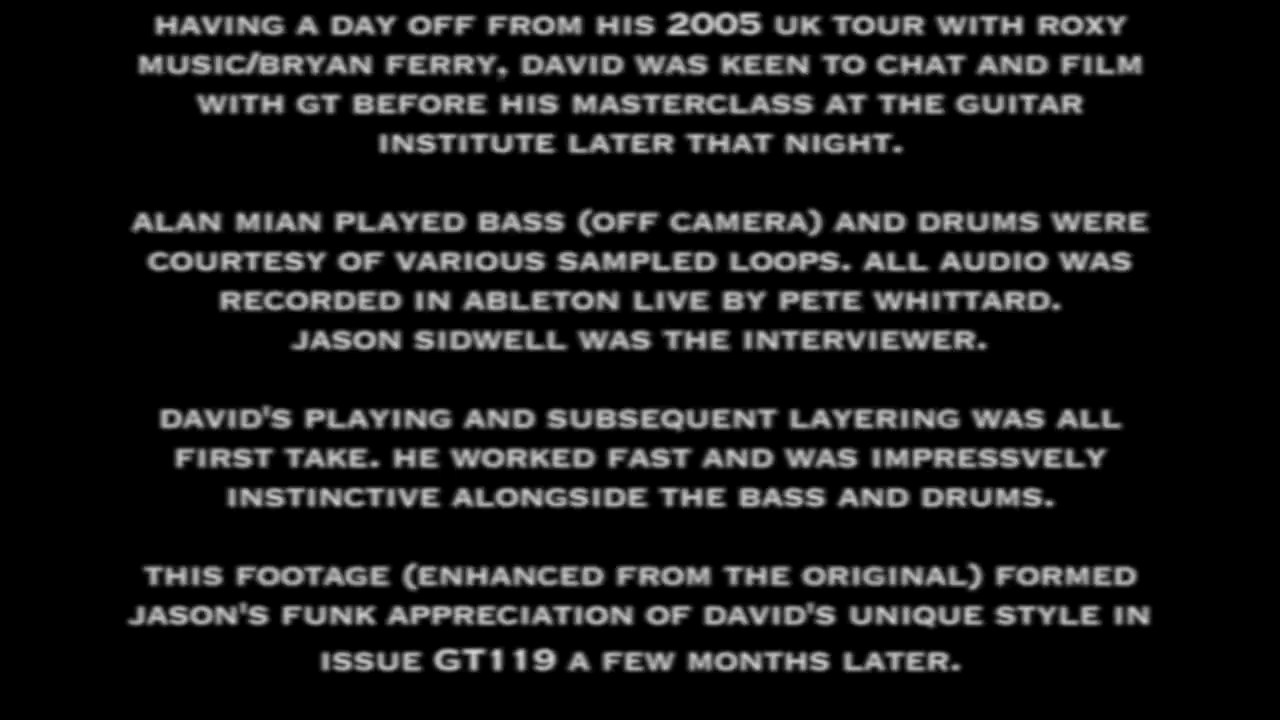 HAVING A DAY OFF FROM HIS 2005 UK TOUR WITH ROXY
MUSIC/BRYAN FERRY, DAVID WAS KEEN TO CHAT AND FILM
WITH GT BEFORE HIS MASTERCLASS AT THE GUITAR
INSTITUTE LATER THAT NIGHT.
ALAN MIAN PLAYED BASS (OFF CAMERA) AND DRUMS WERE
COURTESY OF VARIOUS SAMPLED LOOPS. ALL AUDIO WAS
RECORDED IN ABLETON LIVE BY PETE WHITTARD.
JASON SIDWELL WAS THE INTERVIEWER.
DAVID'S PLAYING AND SUBSEQUENT LAYERING WAS ALL
FIRST TAKE. HE WORKED FAST AND WAS IMPRESSVELY
INSTINCTIVE ALONGSIDE THE BASS AND DRUMS.
THIS FOOTAGE (ENHANCED FROM THE ORIGINAL) FORMED
JASON'S FUNK APPRECIATION OF DAVID'S UNIQUE STYLE IN
ISSUE GT119 A FEW MONTHS LATER.